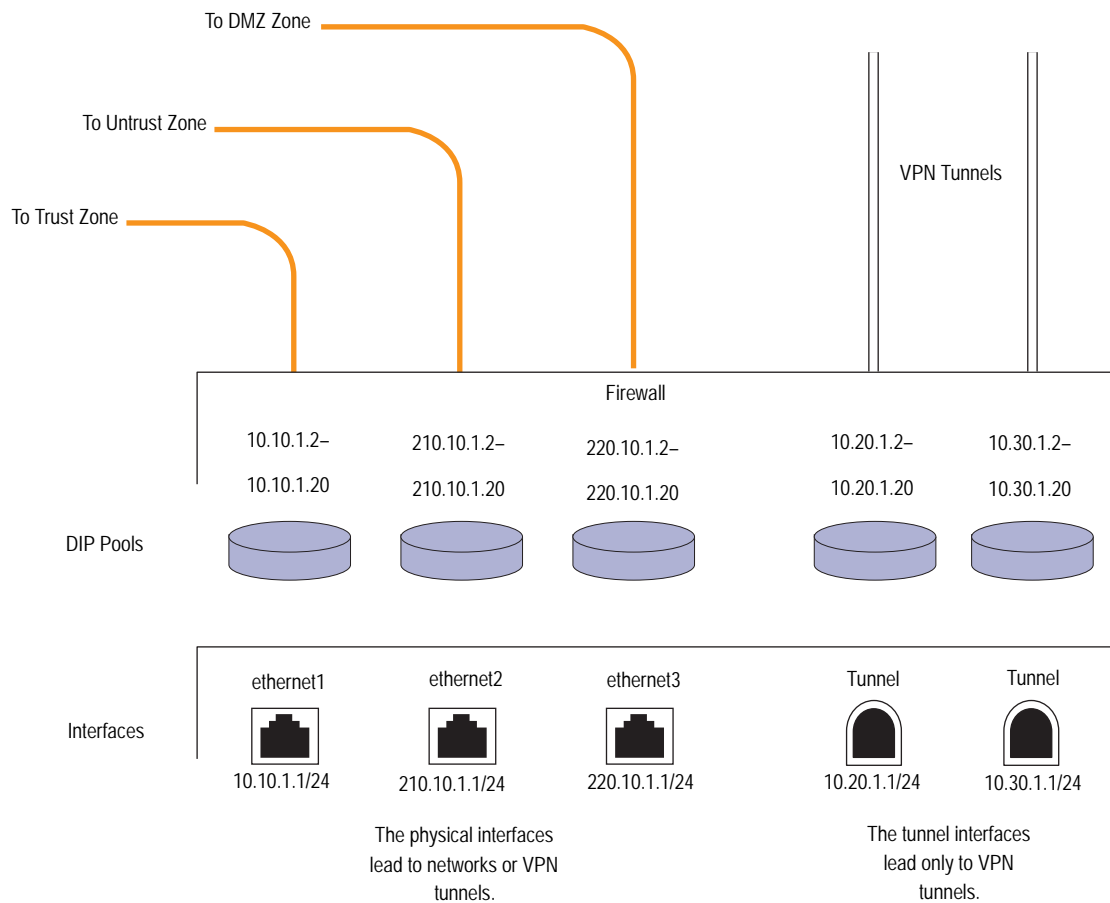 To DMZ Zone
To Untrust Zone
VPN Tunnels
To Trust Zone
Firewall
10.10.1.2–
10.10.1.20
210.10.1.2–
210.10.1.20
220.10.1.2–
220.10.1.20
10.20.1.2–
10.20.1.20
10.30.1.2–
10.30.1.20
DIP Pools
ethernet1
ethernet2
ethernet3
Tunnel
Tunnel
Interfaces
10.10.1.1/24
210.10.1.1/24
220.10.1.1/24
10.20.1.1/24
10.30.1.1/24
The physical interfaces
lead to networks or VPN
tunnels.
The tunnel interfaces
lead only to VPN
tunnels.